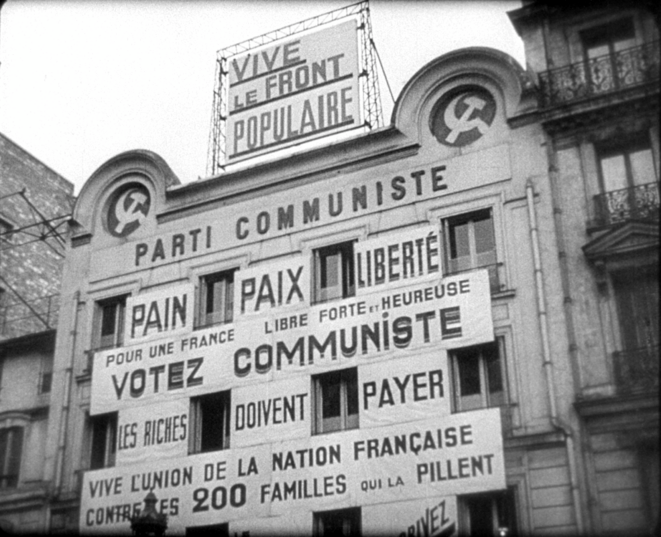 VIVE
LE FRONT
POPULAIRE
PARTI COMMUNISTE
PAIN PAIX LIBERTÉ
POUR UNE FRANCE LIBRE FORTE ET HEUREUSE
VOTEZ COMMUNISTE
LES RICHES DOIVENT PAYER
VIVE L'UNION DE LA NATION FRANÇAISE
CONTRE LES 200 FAMILLES QUI LA PILLENT